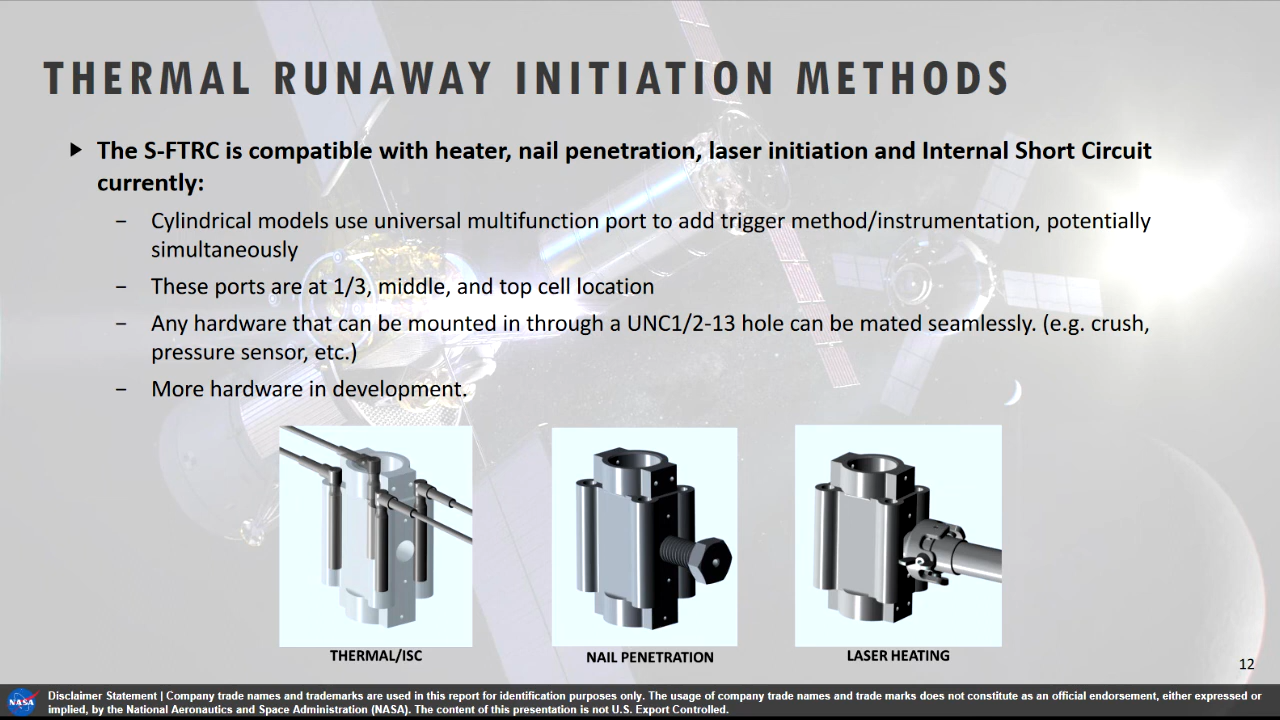 THERMAL RUNAWAY INITIATION METHODS
The S-FTRC is compatible with heater, nail penetration, laser initiation and Internal Short Circuit
currently:
– Cylindrical models use universal multifunction port to add trigger method/instrumentation, potentially
simultaneously
– These ports are at 1/3, middle, and top cell location
– Any hardware that can be mounted in through a UNC1/2-13 hole can be mated seamlessly. (e.g. crush,
pressure sensor, etc.)
– More hardware in development.
THERMAL/ISC
NAIL PENETRATION
LASER HEATING
12
NASA
Disclaimer Statement | Company trade names and trademarks are used in this report for identification purposes only. The usage of company trade names and trade marks does not constitute as an official endorsement, either expressed or
implied, by the National Aeronautics and Space Administration (NASA). The content of this presentation is not U.S. Export Controlled.